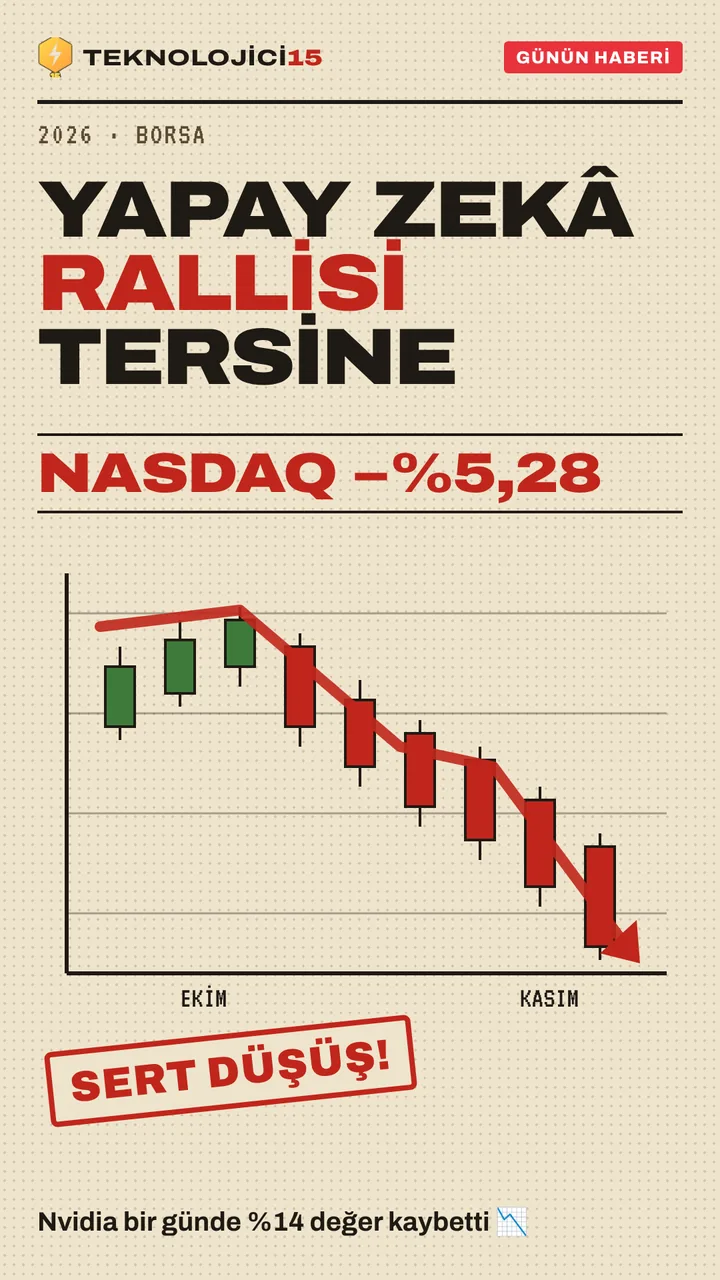 TEKNOLOJİCİ15
GÜNÜN HABERİ
2026 · BORSA
YAPAY ZEKÂ
RALLİSİ
TERSİNE
NASDAQ –%5,28
EKİM
KASIM
SERT DÜŞÜŞ!
Nvidia bir günde %14 değer kaybetti 📉